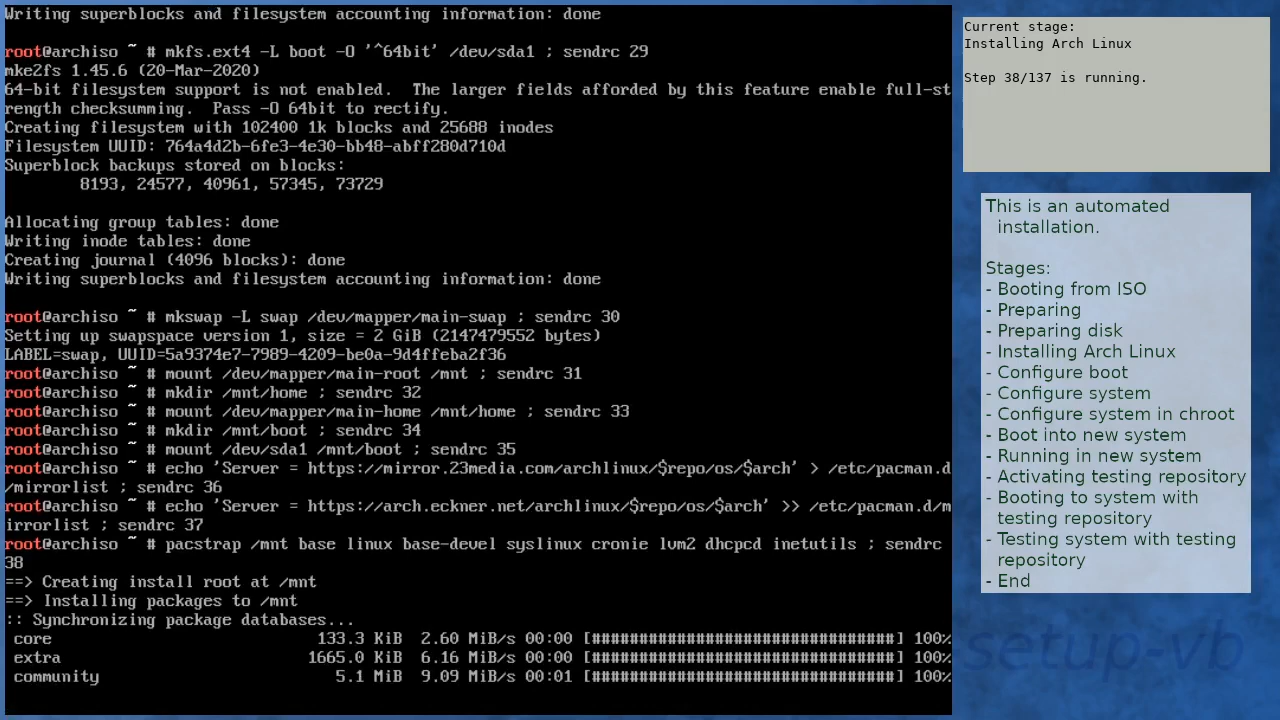 Writing superblocks and filesystem accounting information: done
root@archiso ~ # mkfs.ext4 -L boot -O '^64bit' /dev/sda1 ; sendrc 29
mke2fs 1.45.6 (20-Mar-2020)
64-bit filesystem support is not enabled.  The larger fields afforded by this feature enable full-st
rength checksumming.  Pass -O 64bit to rectify.
Creating filesystem with 102400 1k blocks and 25688 inodes
Filesystem UUID: 764a4d2b-6fe3-4e30-bb48-abff280d710d
Superblock backups stored on blocks:
        8193, 24577, 40961, 57345, 73729
Allocating group tables: done
Writing inode tables: done
Creating journal (4096 blocks): done
Writing superblocks and filesystem accounting information: done
root@archiso ~ # mkswap -L swap /dev/mapper/main-swap ; sendrc 30
Setting up swapspace version 1, size = 2 GiB (2147479552 bytes)
LABEL=swap, UUID=5a9374e7-7989-4209-be0a-9d4ffeba2f36
root@archiso ~ # mount /dev/mapper/main-root /mnt ; sendrc 31
root@archiso ~ # mkdir /mnt/home ; sendrc 32
root@archiso ~ # mount /dev/mapper/main-home /mnt/home ; sendrc 33
root@archiso ~ # mkdir /mnt/boot ; sendrc 34
root@archiso ~ # mount /dev/sda1 /mnt/boot ; sendrc 35
root@archiso ~ # echo 'Server = https://mirror.23media.com/archlinux/$repo/os/$arch' > /etc/pacman.d
/mirrorlist ; sendrc 36
root@archiso ~ # echo 'Server = https://arch.eckner.net/archlinux/$repo/os/$arch' >> /etc/pacman.d/m
irrorlist ; sendrc 37
root@archiso ~ # pacstrap /mnt base linux base-devel syslinux cronie lvm2 dhcpcd inetutils ; sendrc
38
==> Creating install root at /mnt
==> Installing packages to /mnt
:: Synchronizing package databases...
core 133.3 KiB  2.60 MiB/s 00:00 [#################################] 100%
extra 1665.0 KiB  6.16 MiB/s 00:00 [#################################] 100%
community 5.1 MiB  9.09 MiB/s 00:01 [#################################] 100%
Current stage:
Installing Arch Linux
Step 38/137 is running.
This is an automated
installation.
Stages:
- Booting from ISO
- Preparing
- Preparing disk
- Installing Arch Linux
- Configure boot
- Configure system
- Configure system in chroot
- Boot into new system
- Running in new system
- Activating testing repository
- Booting to system with
testing repository
- Testing system with testing
repository
- End
setup-vb